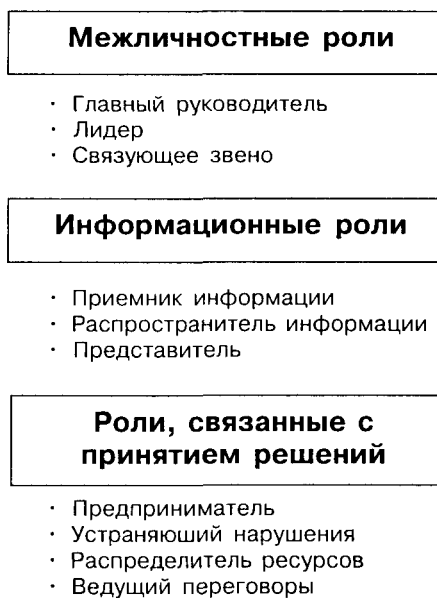 Межличностные роли
· Главный руководитель
· Лидер
· Связующее звено
Информационные роли
· Приемник информации
· Распространитель информации
· Представитель
Роли, связанные с
принятием решений
· Предприниматель
· Устраняюший нарушения
· Распределитель ресурсов
· Ведущий переговоры